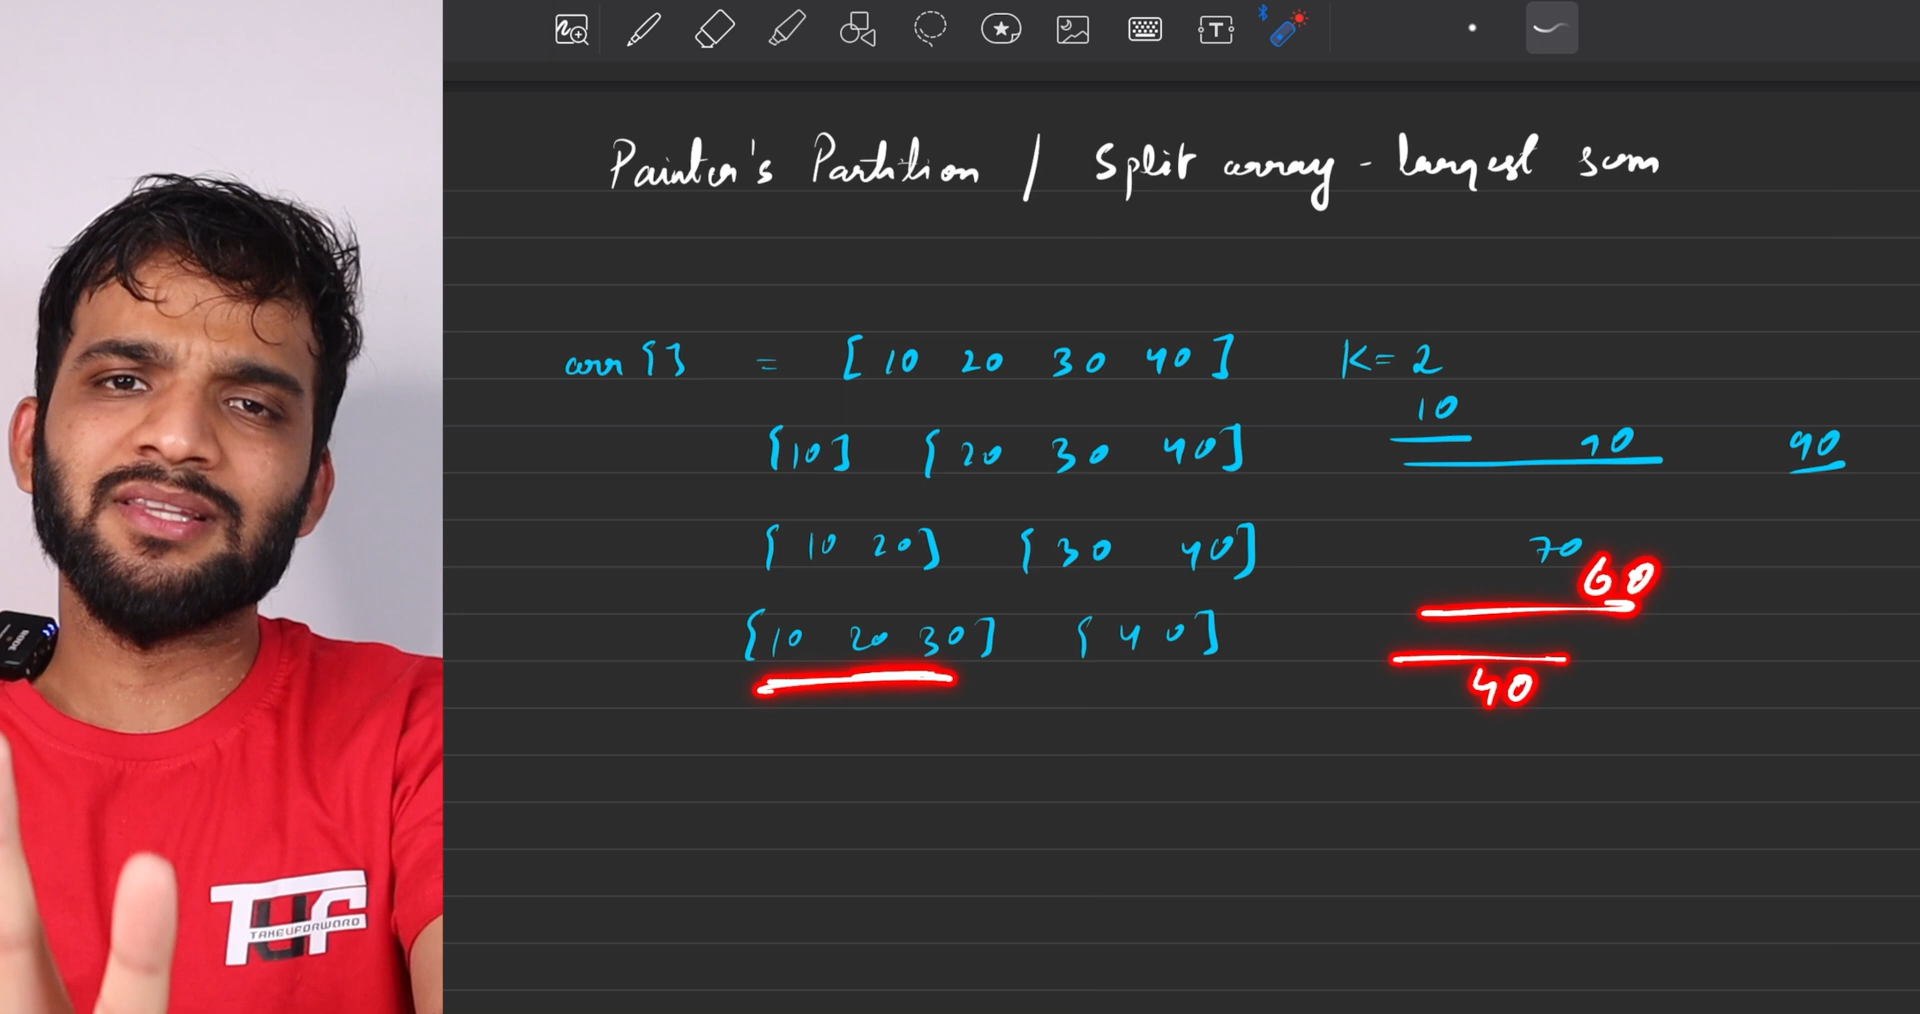 Painter's Partition / Split array - largest sum
arr[] = [ 10 20 30 40 ] K = 2
10
[10] [ 20 30 40] 90 90
[ 10 20] [ 30 40] 70
60
[10 20 30] [ 40]
40
TUF
TAKEUFORWARD
T